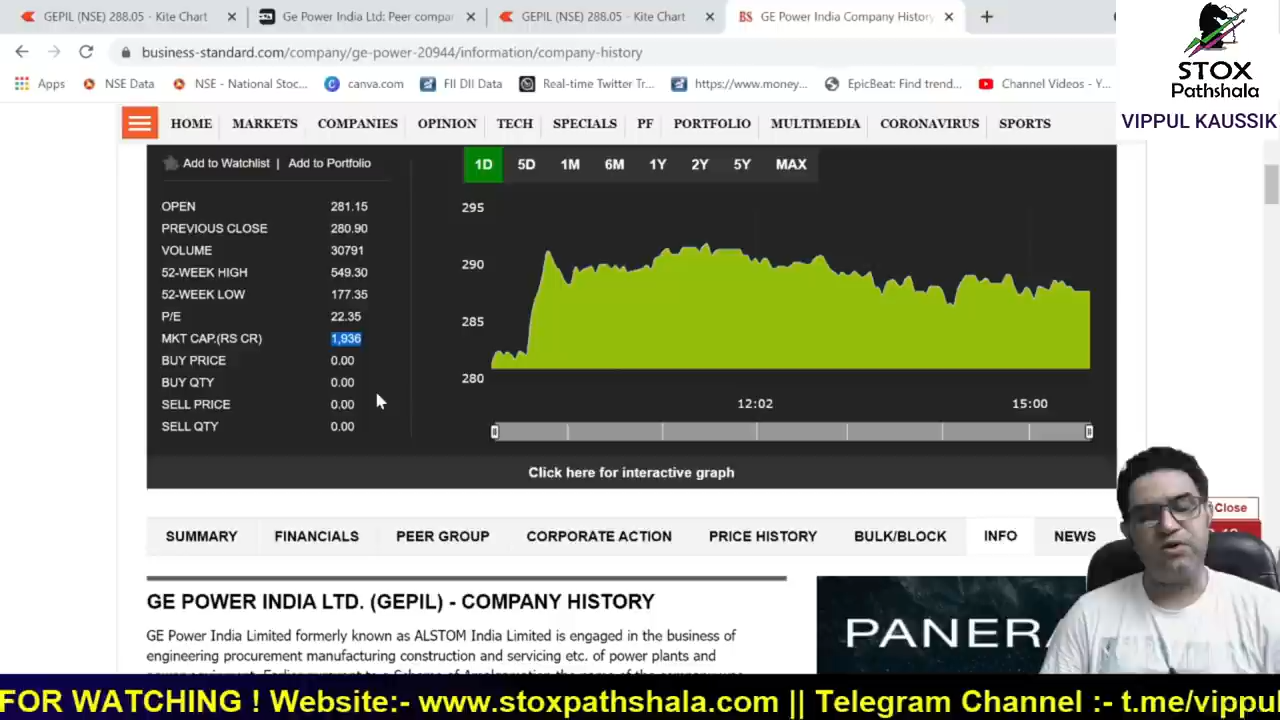 GEPIL (NSE) 288.05 - Kite Chart
Ge Power India Ltd: Peer compar
GEPIL (NSE) 288.05 - Kite Chart
BS GE Power India Company History
business-standard.com/company/ge-power-20944/information/company-history
Apps
NSE Data
NSE - National Stoc...
canva.com
FII DII Data
Real-time Twitter Tr...
https://www.money...
EpicBeat: Find trend...
Channel Videos - Y...
STOX
Pathshala
VIPPUL KAUSSIK
HOME MARKETS COMPANIES OPINION TECH SPECIALS PF PORTFOLIO MULTIMEDIA CORONAVIRUS SPORTS
Add to Watchlist | Add to Portfolio
OPEN 281.15
PREVIOUS CLOSE 280.90
VOLUME 30791
52-WEEK HIGH 549.30
52-WEEK LOW 177.35
P/E 22.35
MKT CAP.(RS CR) 1,936
BUY PRICE 0.00
BUY QTY 0.00
SELL PRICE 0.00
SELL QTY 0.00
1D 5D 1M 6M 1Y 2Y 5Y MAX
295
290
285
280
12:02 15:00
Click here for interactive graph
Close
SUMMARY FINANCIALS PEER GROUP CORPORATE ACTION PRICE HISTORY BULK/BLOCK INFO NEWS
GE POWER INDIA LTD. (GEPIL) - COMPANY HISTORY
GE Power India Limited formerly known as ALSTOM India Limited is engaged in the business of
engineering procurement manufacturing construction and servicing etc. of power plants and
PANERA
FOR WATCHING ! Website:- www.stoxpathshala.com || Telegram Channel :- t.me/vippul